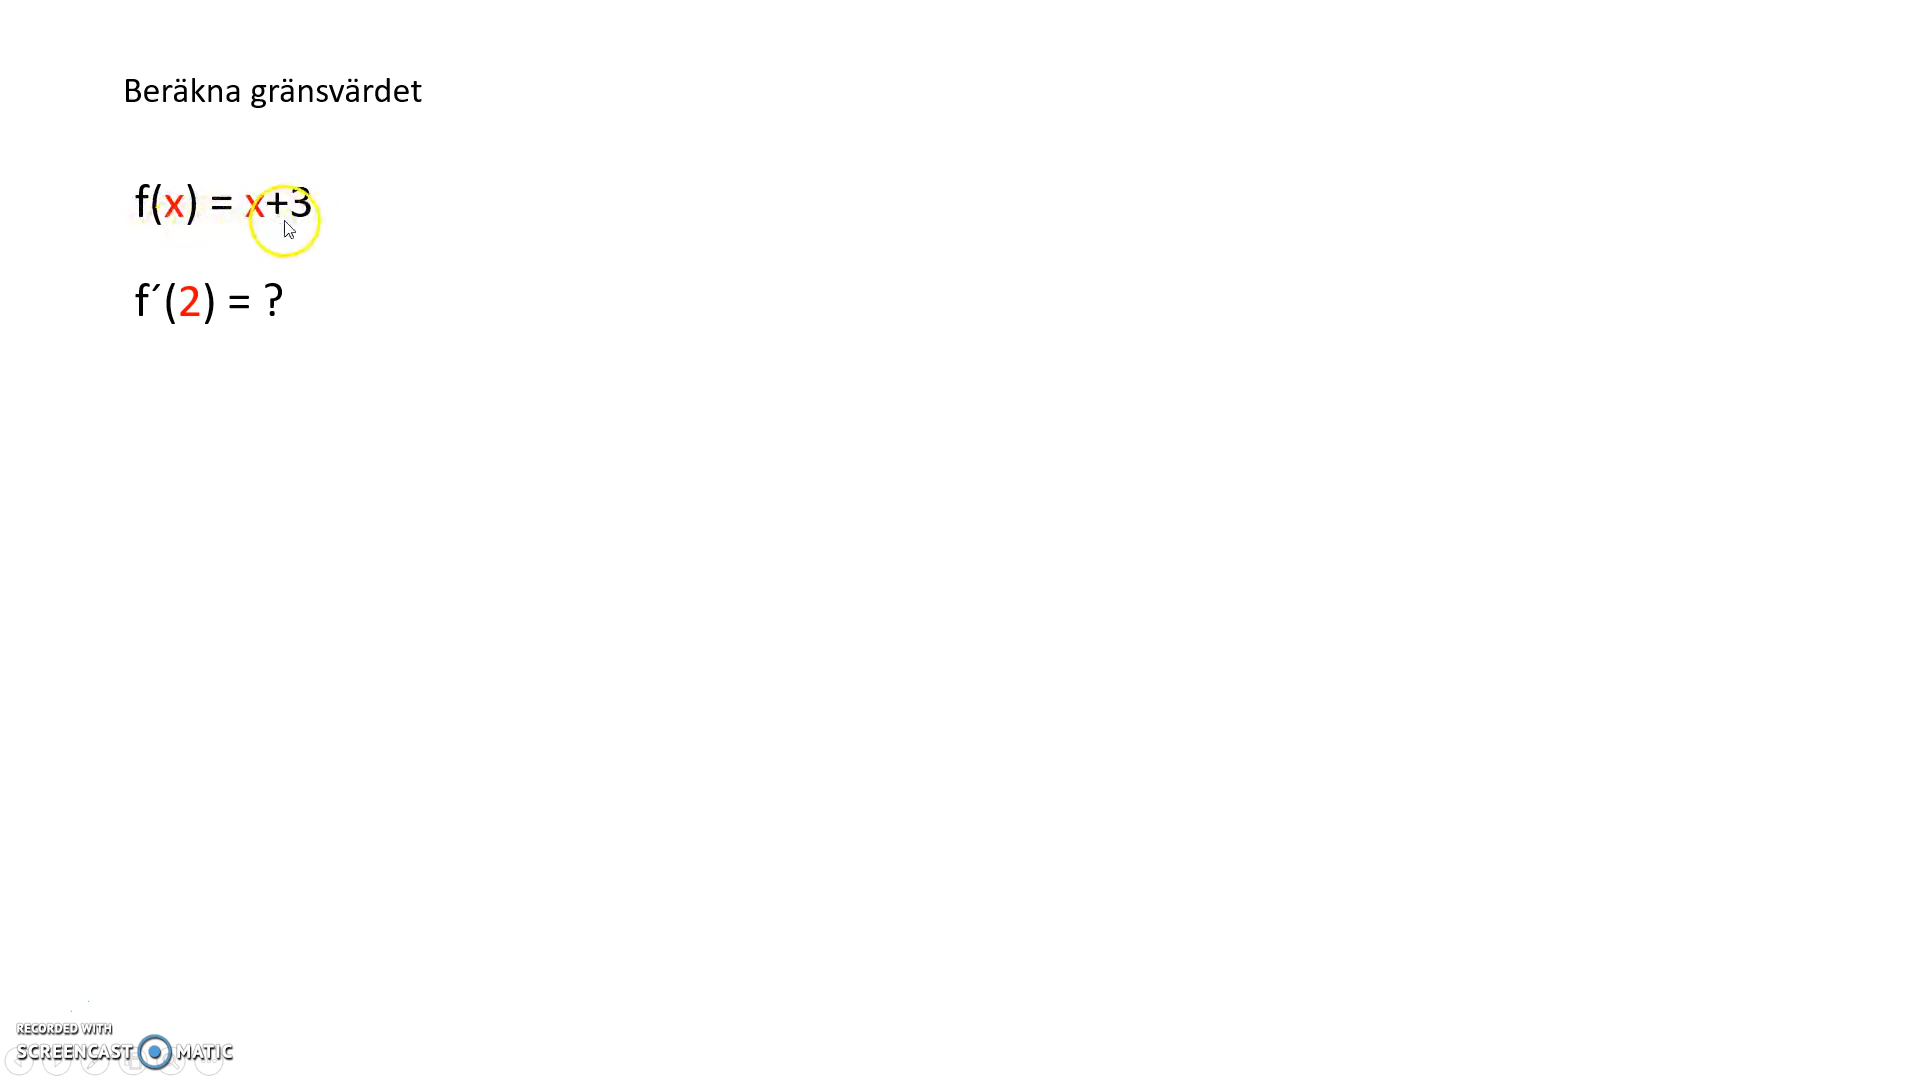 Beräkna gränsvärdet
f(x) = x+3
f´(2) = ?
RECORDED WITH
SCREENCAST MATIC